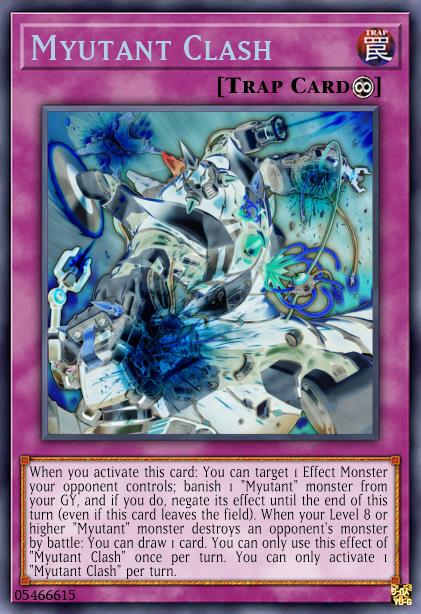 Myutant Clash
TRAP
罠
[Trap Card∞]
When you activate this card: You can target 1 Effect Monster
your opponent controls; banish 1 "Myutant" monster from
your GY, and if you do, negate its effect until the end of this
turn (even if this card leaves the field). When your Level 8 or
higher "Myutant" monster destroys an opponent's monster
by battle: You can draw 1 card. You can only use this effect of
"Myutant Clash" once per turn. You can only activate 1
"Myutant Clash" per turn.
05466615